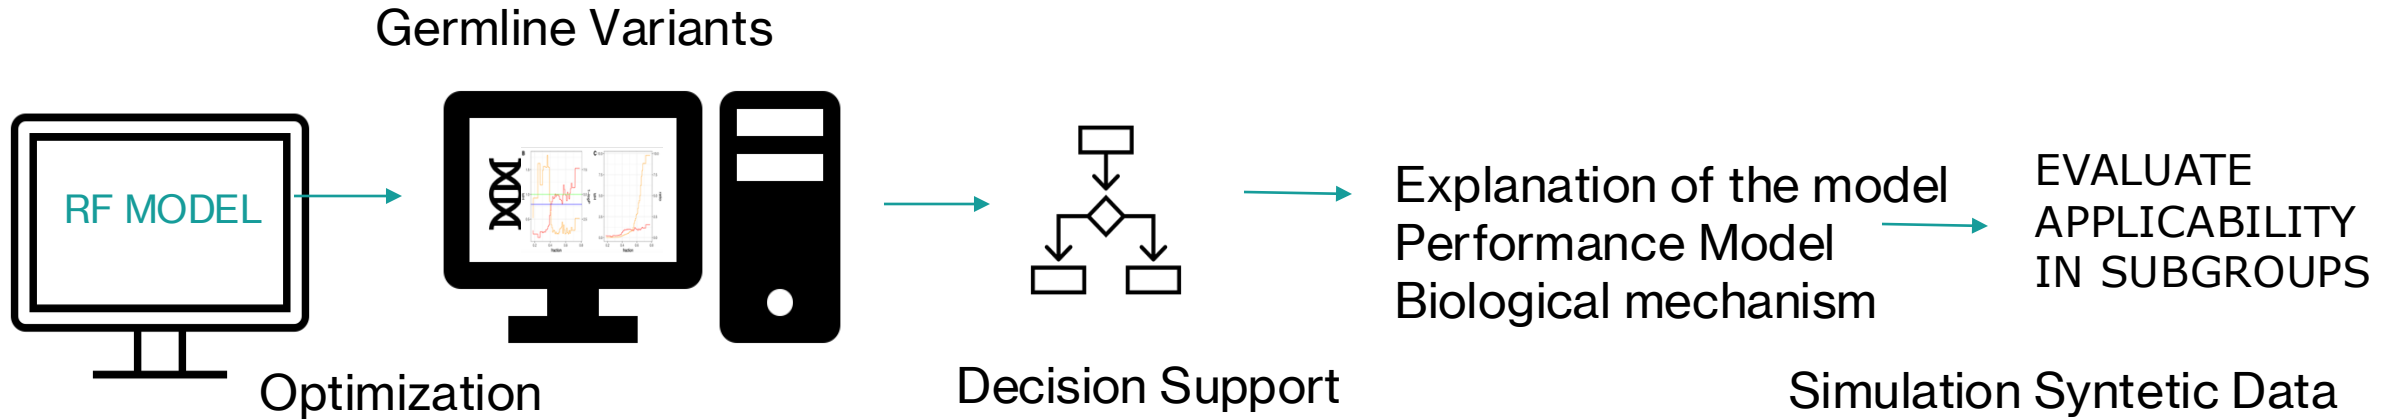 Germline Variants
RF MODEL
Optimization
Decision Support
Explanation of the model
Performance Model
Biological mechanism
EVALUATE
APPLICABILITY
IN SUBGROUPS
Simulation Syntetic Data